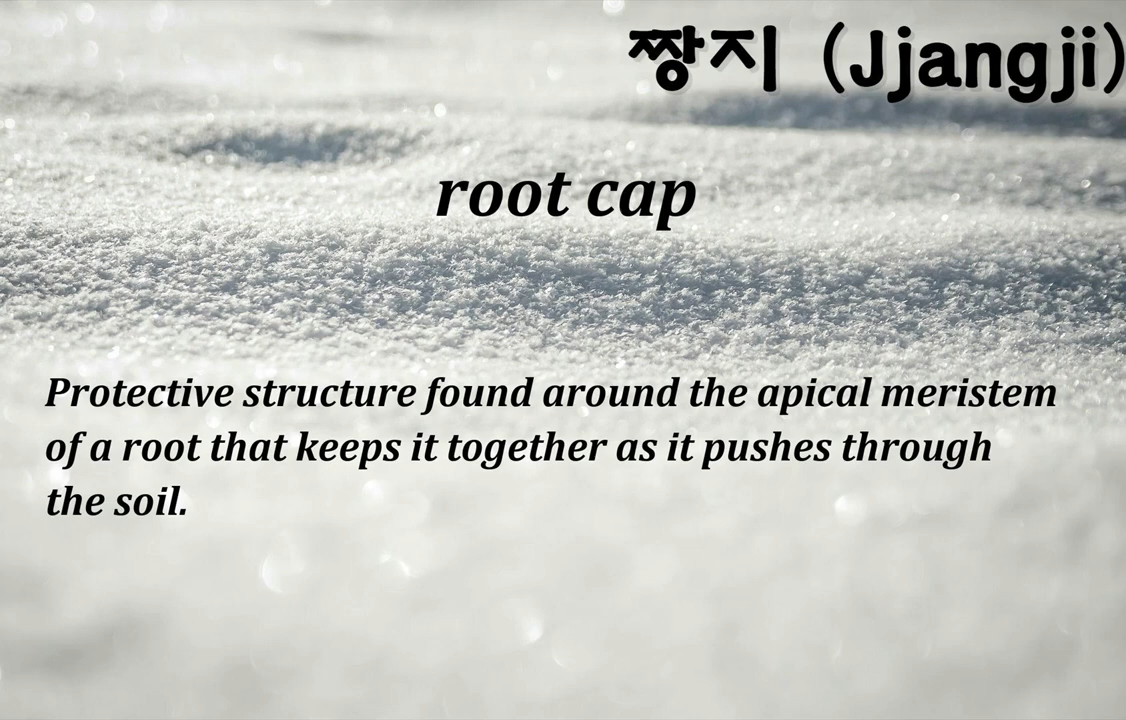 짱지 (Jjangji)
root cap
Protective structure found around the apical meristem
of a root that keeps it together as it pushes through
the soil.